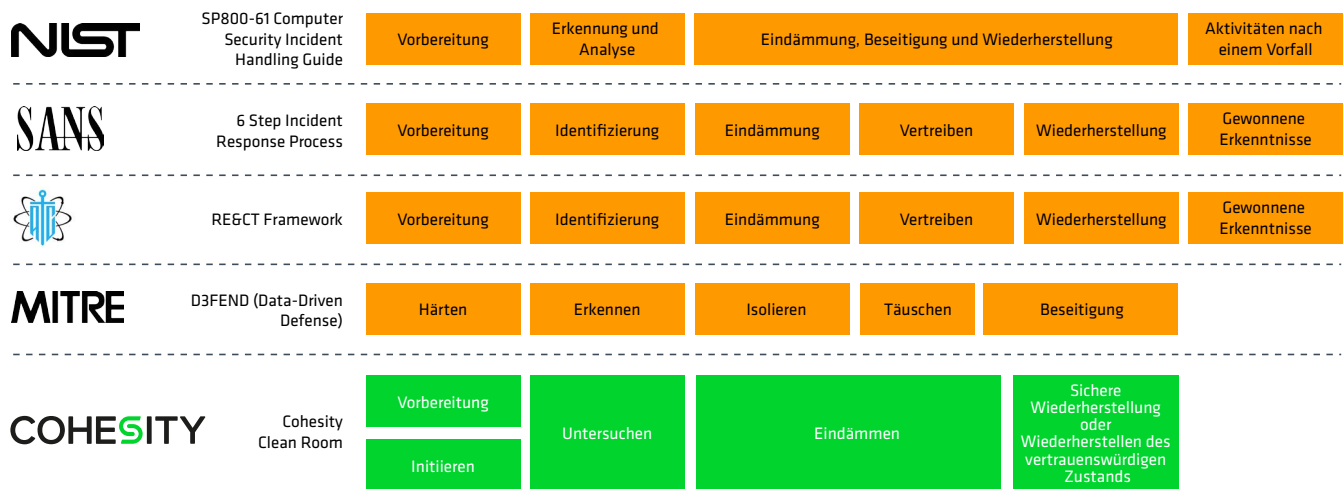 NIST
SP800-61 Computer
Security Incident
Handling Guide
Vorbereitung
Erkennung und
Analyse
Eindämmung, Beseitigung und Wiederherstellung
Aktivitäten nach
einem Vorfall
SANS
6 Step Incident
Response Process
Vorbereitung
Identifizierung
Eindämmung
Vertreiben
Wiederherstellung
Gewonnene
Erkenntnisse
RE&CT Framework
Vorbereitung
Identifizierung
Eindämmung
Vertreiben
Wiederherstellung
Gewonnene
Erkenntnisse
MITRE
D3FEND (Data-Driven
Defense)
Härten
Erkennen
Isolieren
Täuschen
Beseitigung
COHESITY
Cohesity
Clean Room
Vorbereitung
Initiieren
Untersuchen
Eindämmen
Sichere
Wiederherstellung
oder
Wiederherstellen des
vertrauenswürdigen
Zustands